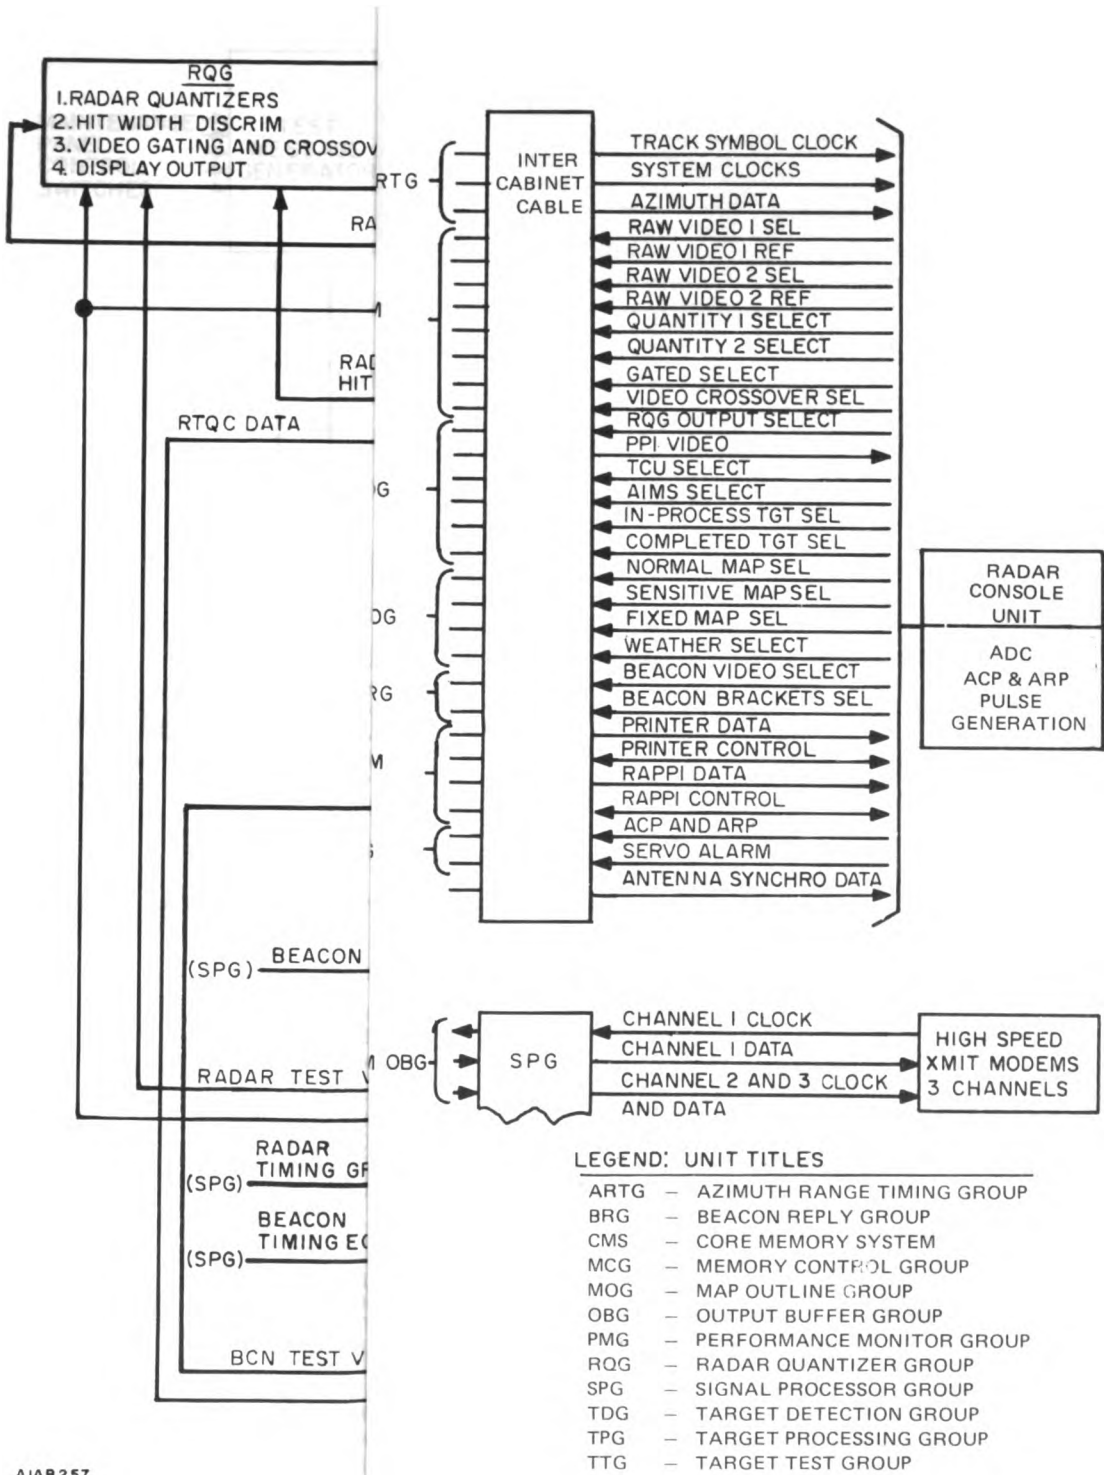 RQG
1.RADAR QUANTIZERS
2.HIT WIDTH DISCRIM
3. VIDEO GATING AND CROSSOV
4. DISPLAY OUTPUT
RTG
RA
M
RAD
HIT
RTQC DATA
OG
OG
RG
M
G
INTER
CABINET
CABLE
TRACK SYMBOL CLOCK
SYSTEM CLOCKS
AZIMUTH DATA
RAW VIDEO 1 SEL
RAW VIDEO 1 REF
RAW VIDEO 2 SEL
RAW VIDEO 2 REF
QUANTITY 1 SELECT
QUANTITY 2 SELECT
GATED SELECT
VIDEO CROSSOVER SEL
RQG OUTPUT SELECT
PPI VIDEO
TCU SELECT
AIMS SELECT
IN-PROCESS TGT SEL
COMPLETED TGT SEL
NORMAL MAP SEL
SENSITIVE MAP SEL
FIXED MAP SEL
WEATHER SELECT
BEACON VIDEO SELECT
BEACON BRACKETS SEL
PRINTER DATA
PRINTER CONTROL
RAPPI DATA
RAPPI CONTROL
ACP AND ARP
SERVO ALARM
ANTENNA SYNCHRO DATA
RADAR
CONSOLE
UNIT
ADC
ACP & ARP
PULSE
GENERATION
(SPG) BEACON
RADAR TEST V
M OBG
SPG
CHANNEL 1 CLOCK
CHANNEL 1 DATA
CHANNEL 2 AND 3 CLOCK
AND DATA
HIGH SPEED
XMIT MODEMS
3 CHANNELS
RADAR
TIMING GR
(SPG)
BEACON
TIMING EQ
(SPG)
BCN TEST V
LEGEND: UNIT TITLES
ARTG – AZIMUTH RANGE TIMING GROUP
BRG – BEACON REPLY GROUP
CMS – CORE MEMORY SYSTEM
MCG – MEMORY CONTROL GROUP
MOG – MAP OUTLINE GROUP
OBG – OUTPUT BUFFER GROUP
PMG – PERFORMANCE MONITOR GROUP
RQG – RADAR QUANTIZER GROUP
SPG – SIGNAL PROCESSOR GROUP
TDG – TARGET DETECTION GROUP
TPG – TARGET PROCESSING GROUP
TTG – TARGET TEST GROUP